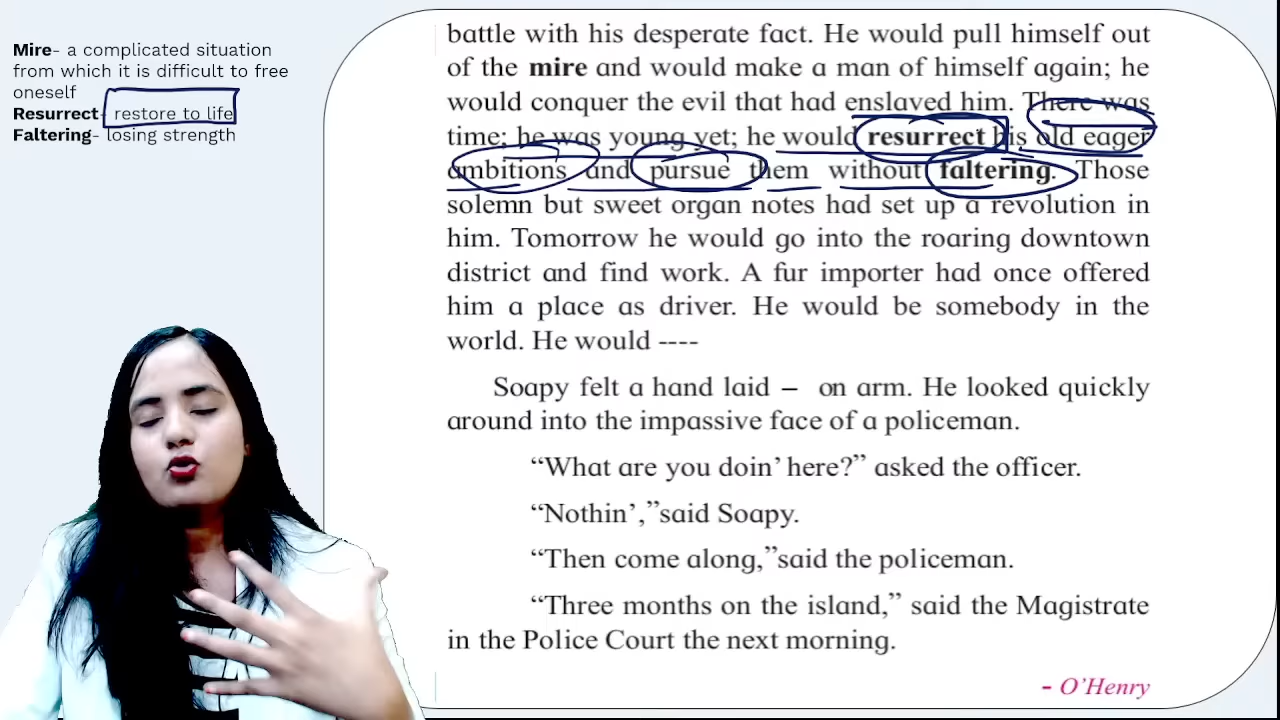 Mire- a complicated situation
from which it is difficult to free
oneself
Resurrect- restore to life
Faltering- losing strength
battle with his desperate fact. He would pull himself out
of the mire and would make a man of himself again; he
would conquer the evil that had enslaved him. There was
time; he was young yet; he would resurrect his old eager
ambitions and pursue them without faltering. Those
solemn but sweet organ notes had set up a revolution in
him. Tomorrow he would go into the roaring downtown
district and find work. A fur importer had once offered
him a place as driver. He would be somebody in the
world. He would ----
Soapy felt a hand laid – on arm. He looked quickly
around into the impassive face of a policeman.
“What are you doin’ here?” asked the officer.
“Nothin’,”said Soapy.
“Then come along,”said the policeman.
“Three months on the island,” said the Magistrate
in the Police Court the next morning.
- O’Henry